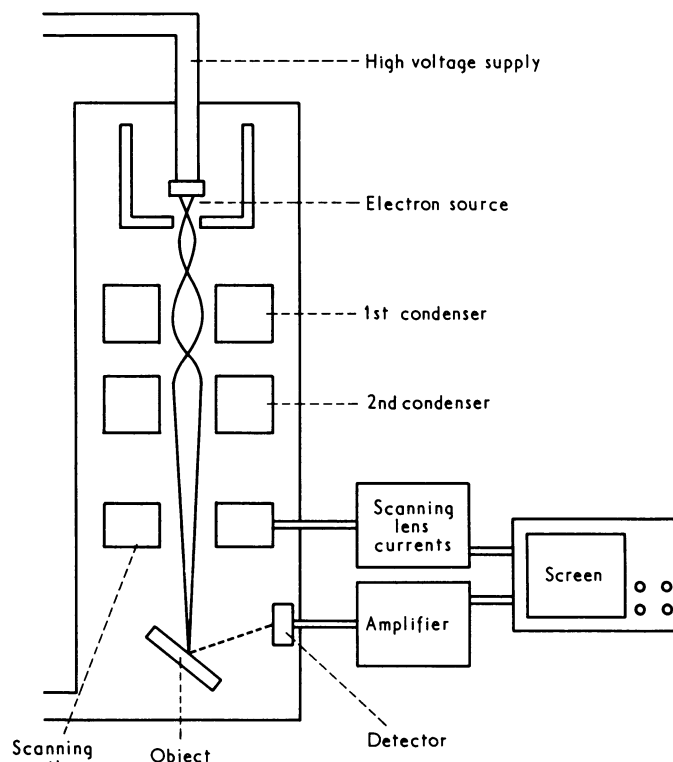 High voltage supply
Electron source
1st condenser
2nd condenser
Scanning
lens
currents
Screen
Amplifier
Detector
Scanning
Object